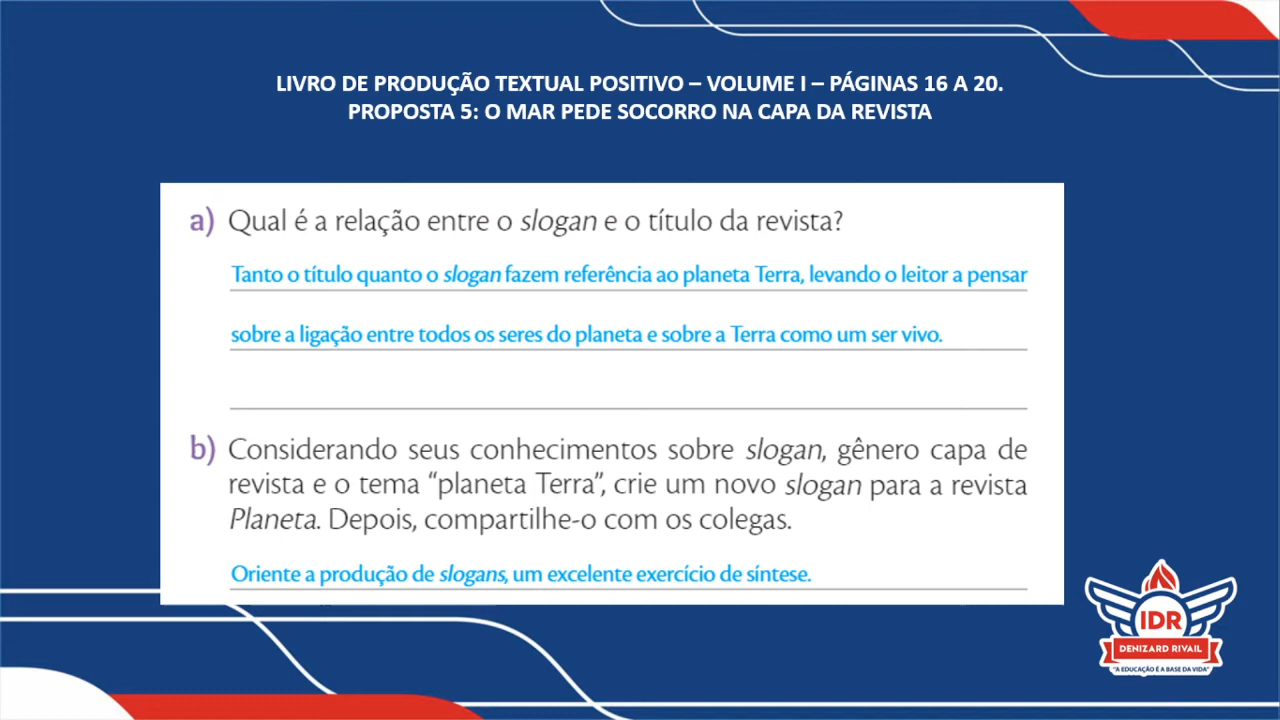 LIVRO DE PRODUÇÃO TEXTUAL POSITIVO – VOLUME I – PÁGINAS 16 A 20.
PROPOSTA 5: O MAR PEDE SOCORRO NA CAPA DA REVISTA
a) Qual é a relação entre o slogan e o título da revista?
Tanto o título quanto o slogan fazem referência ao planeta Terra, levando o leitor a pensar
sobre a ligação entre todos os seres do planeta e sobre a Terra como um ser vivo.
b) Considerando seus conhecimentos sobre slogan, gênero capa de
revista e o tema “planeta Terra”, crie um novo slogan para a revista
Planeta. Depois, compartilhe-o com os colegas.
Oriente a produção de slogans, um excelente exercício de síntese.
IDR
DENIZARD RIVAIL
"A EDUCAÇÃO É A BASE DA VIDA"